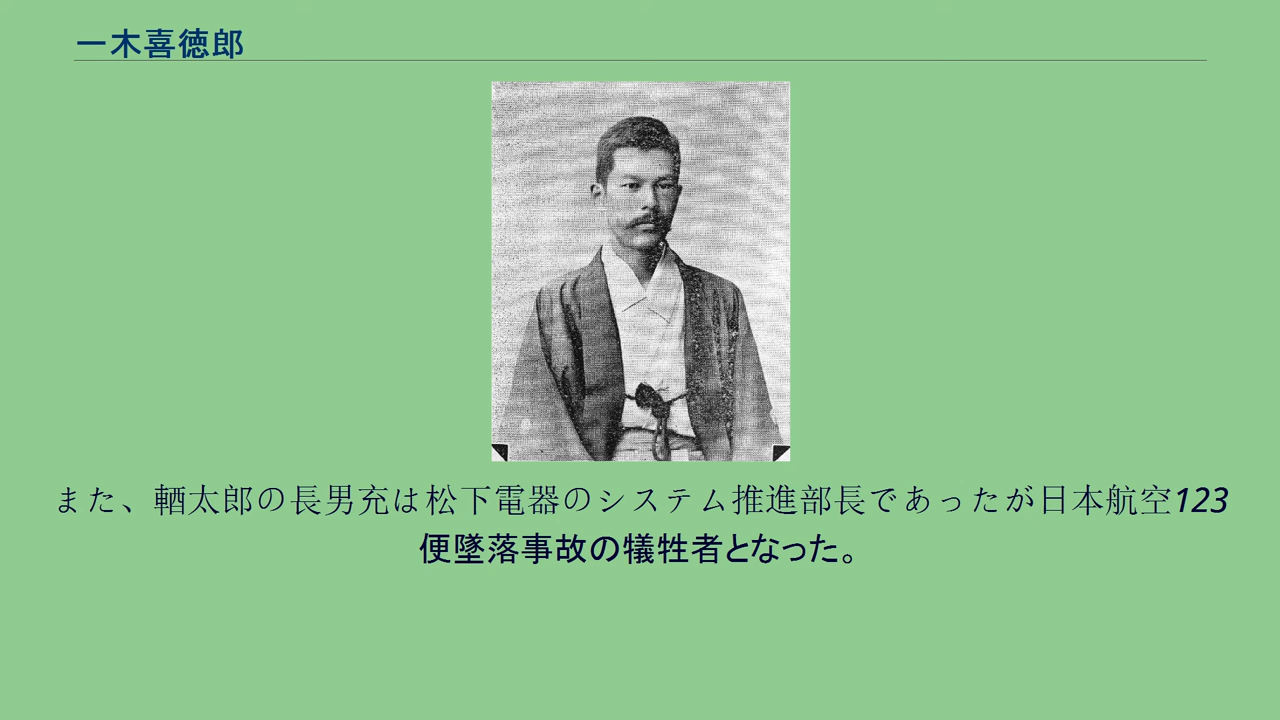 一木喜徳郎
また、輶太郎の長男充は松下電器のシステム推進部長であったが日本航空123
便墜落事故の犠牲者となった。